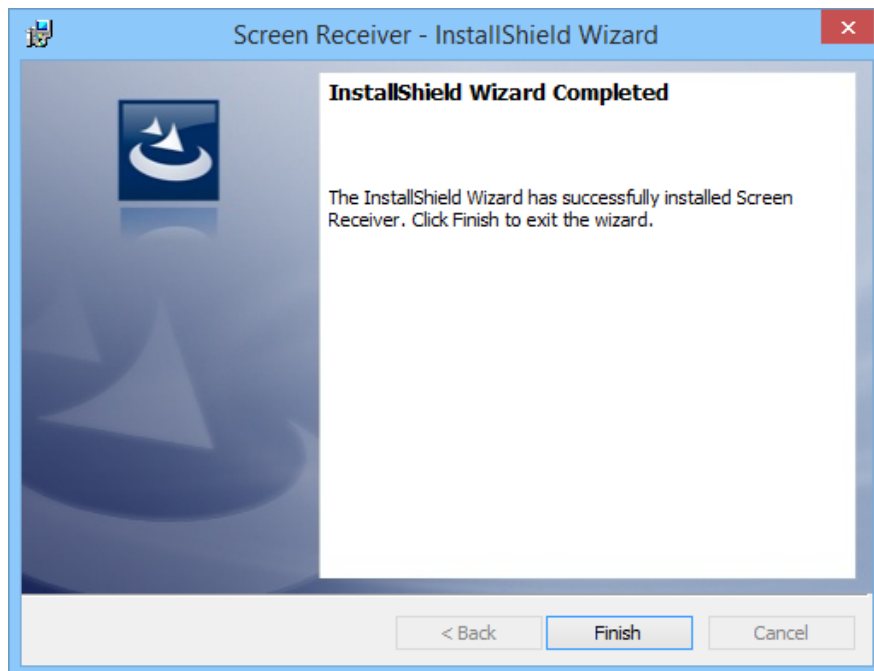 Screen Receiver - InstallShield Wizard
InstallShield Wizard Completed
The InstallShield Wizard has successfully installed Screen
Receiver. Click Finish to exit the wizard.
< Back Finish Cancel